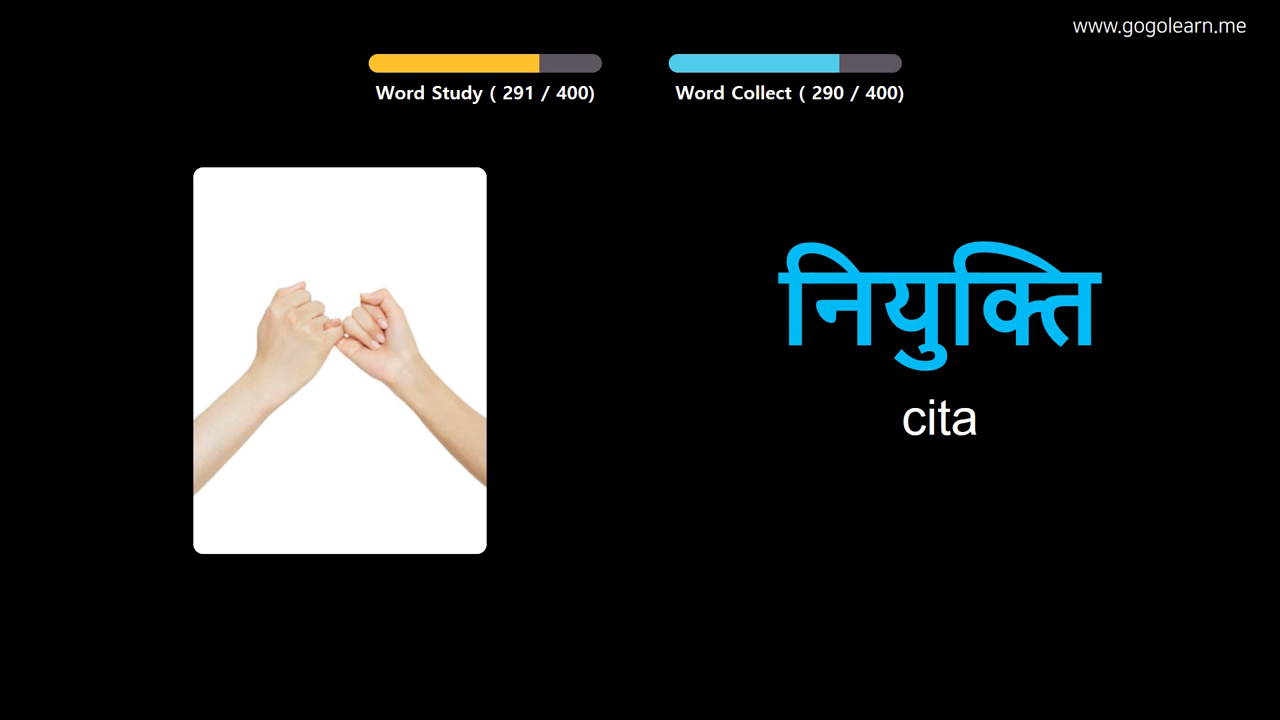 www.gogolearn.me
Word Study ( 291 / 400)
Word Collect ( 290 / 400)
नियुक्ति
cita